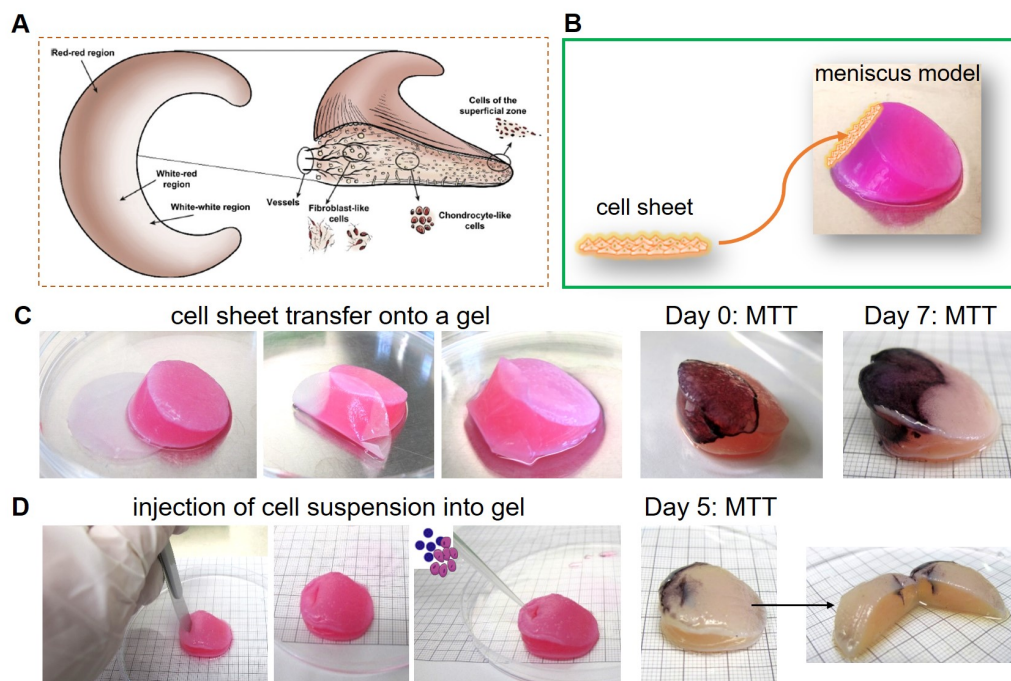 A
Red-red region
White-red
region
White-white region
Vessels
Fibroblast-like
cells
Chondrocyte-like
cells
Cells of the
superficial zone
B
meniscus model
cell sheet
C
cell sheet transfer onto a gel
Day 0: MTT
Day 7: MTT
D
injection of cell suspension into gel
Day 5: MTT